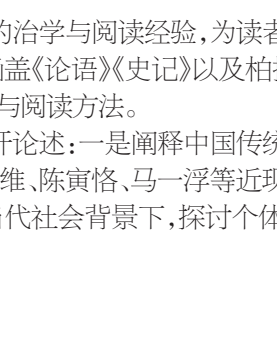 的治学与阅读经验，为读者
涵盖《论语》《史记》以及柏拉
与阅读方法。
开论述：一是阐释中国传统
维、陈寅恪、马一浮等近现
当代社会背景下，探讨个体